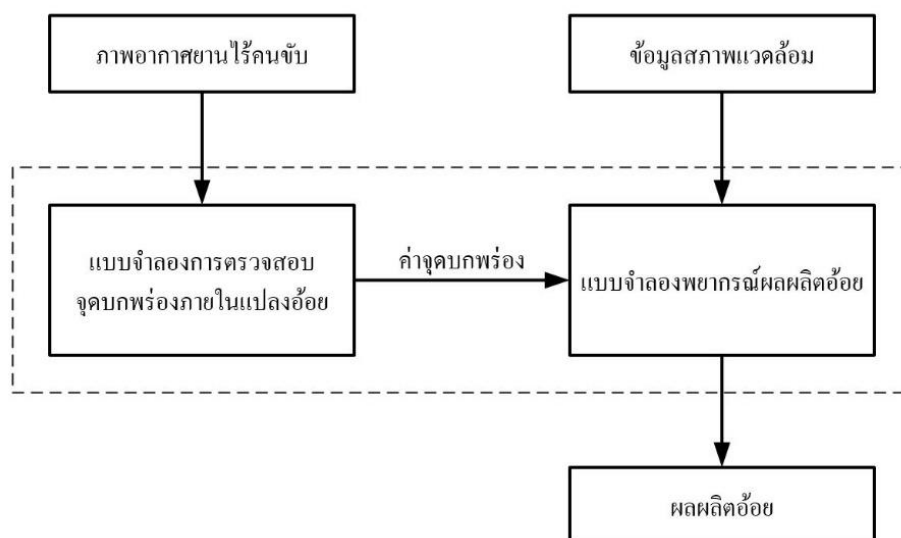 ภาพอากาศยานไร้คนขับ
ข้อมูลสภาพแวดล้อม
แบบจำลองการตรวจสอบ
จุดบกพร่องภายในแปลงอ้อย
ค่าจุดบกพร่อง
แบบจำลองพยากรณ์ผลผลิตอ้อย
ผลผลิตอ้อย